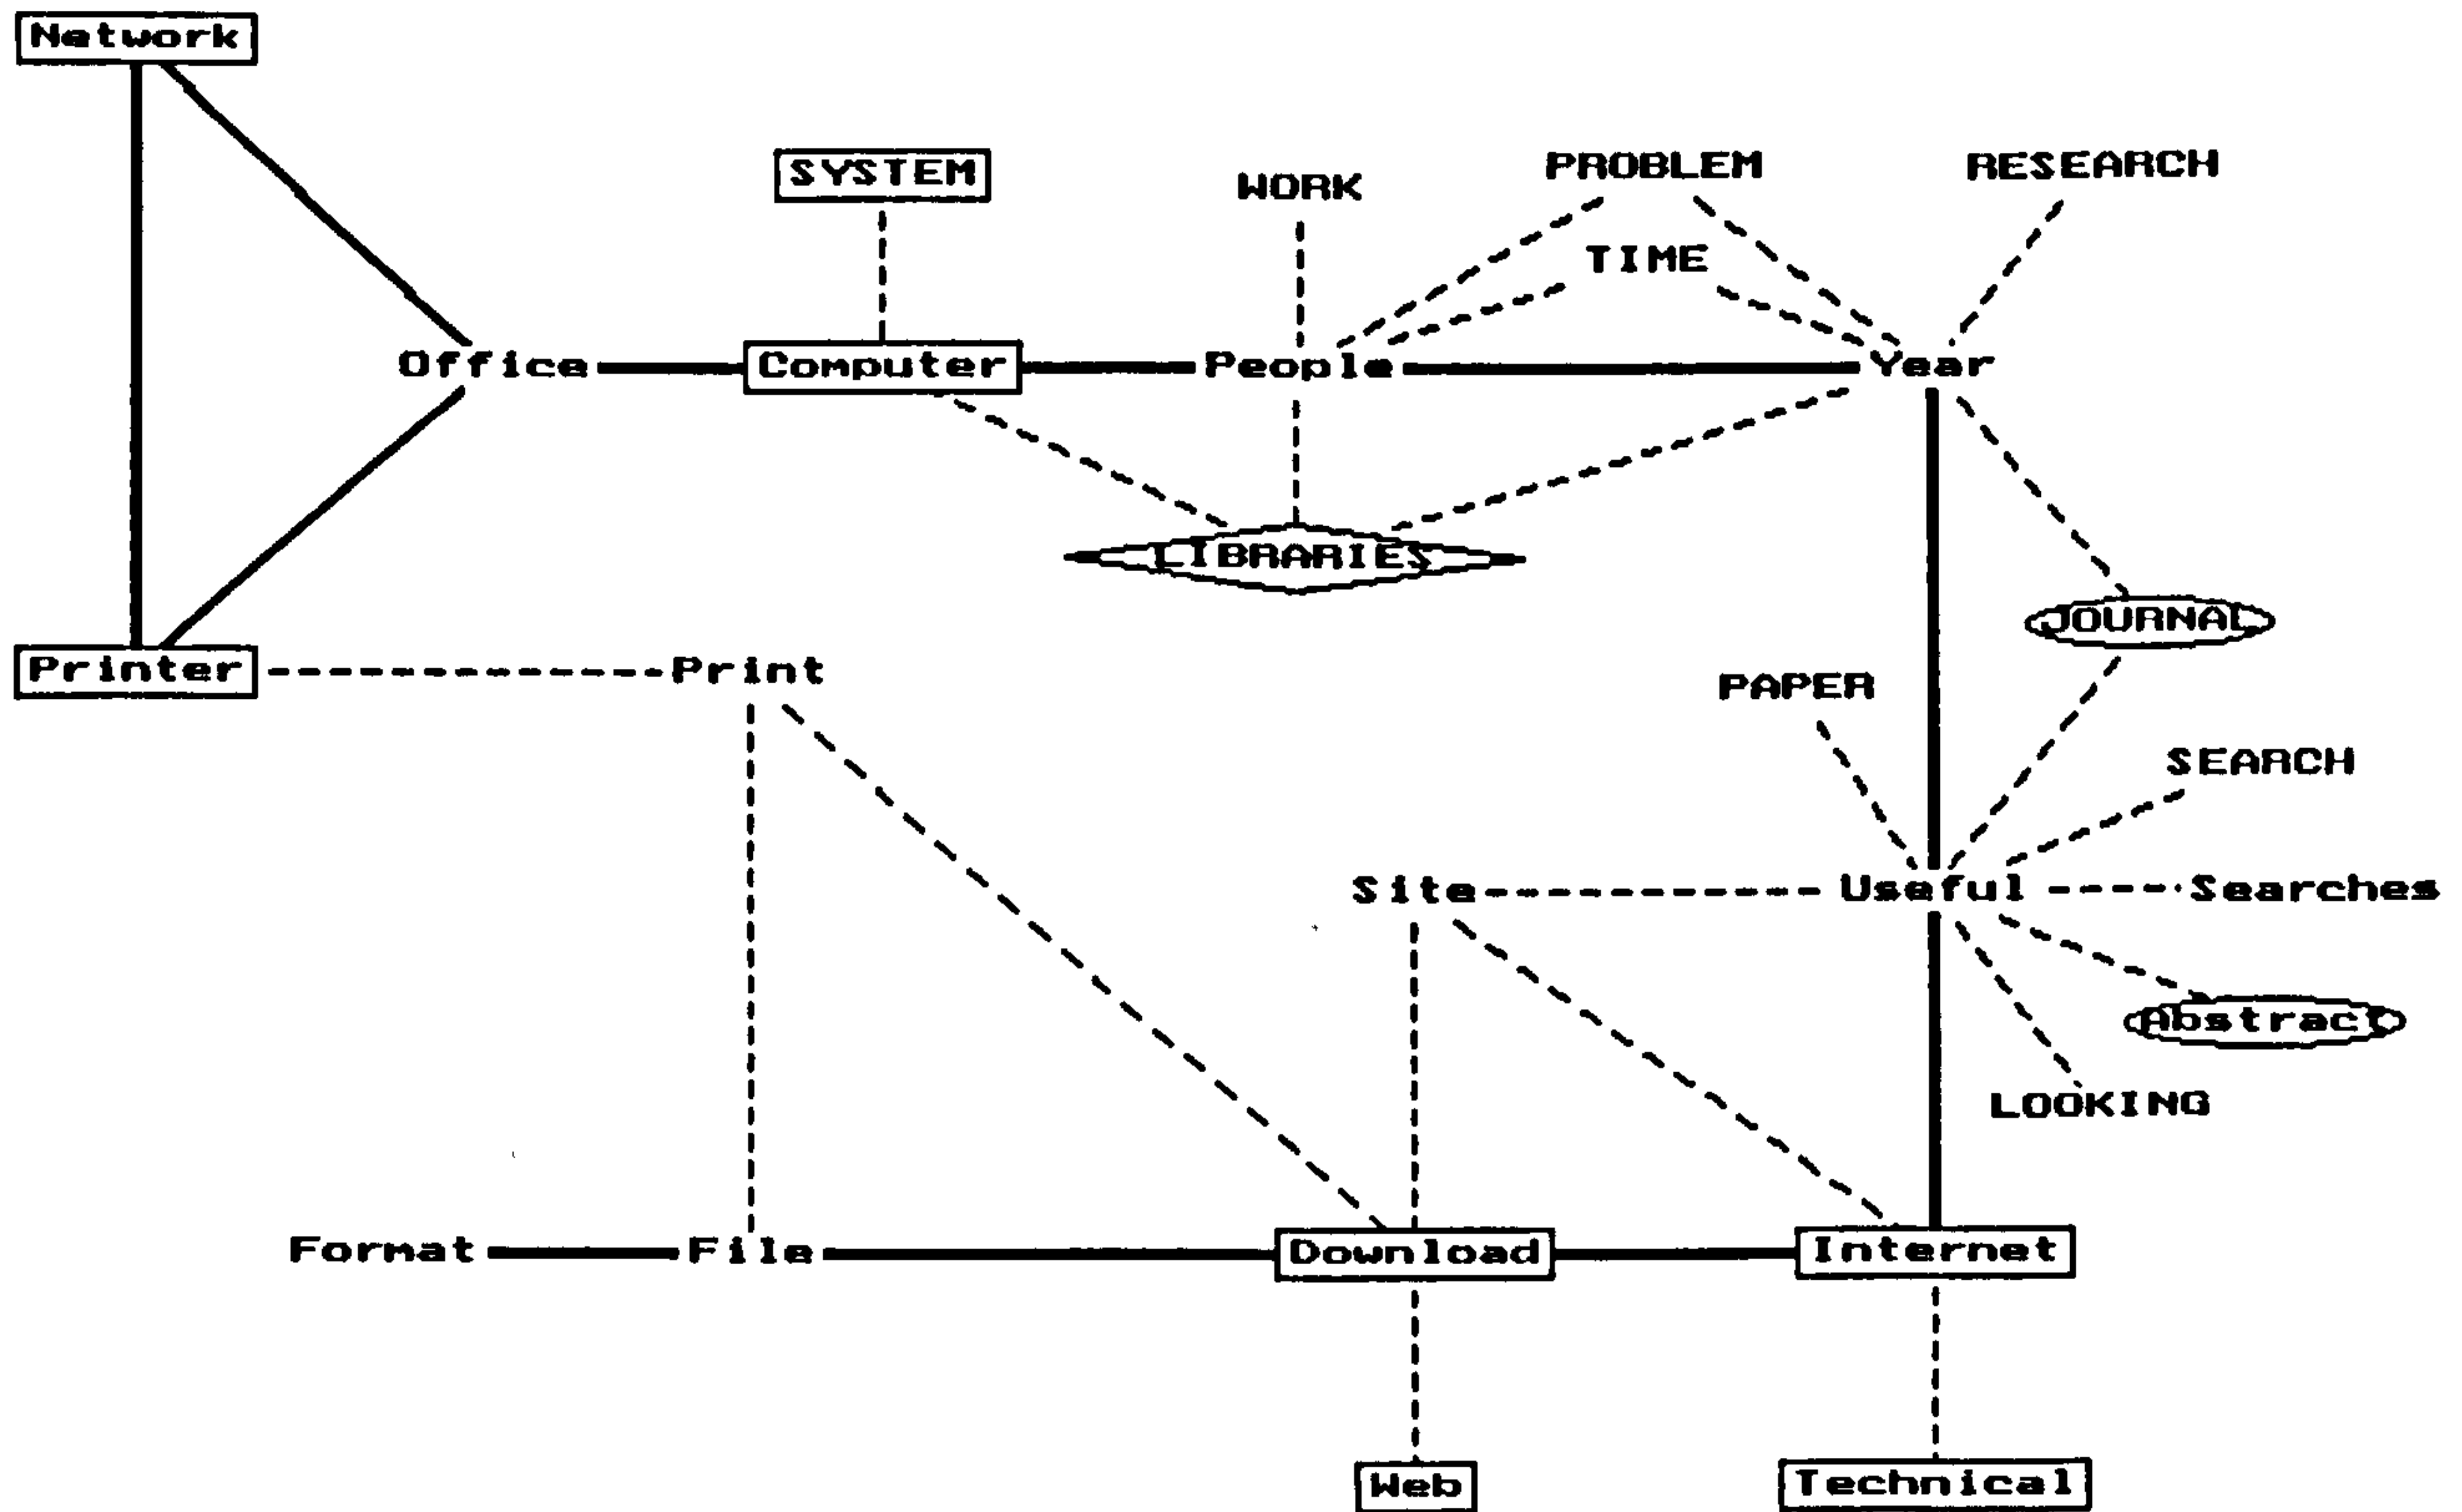 Network
SYSTEM
WORK
PROBLEM
RESEARCH
TIME
Office
Computer
People
Year
LIBRARIES
JOURNAL
Printer
Print
PAPER
SEARCH
Site
Useful
Searches
Abstract
LOOKING
Format
File
Download
Internet
Web
Technical